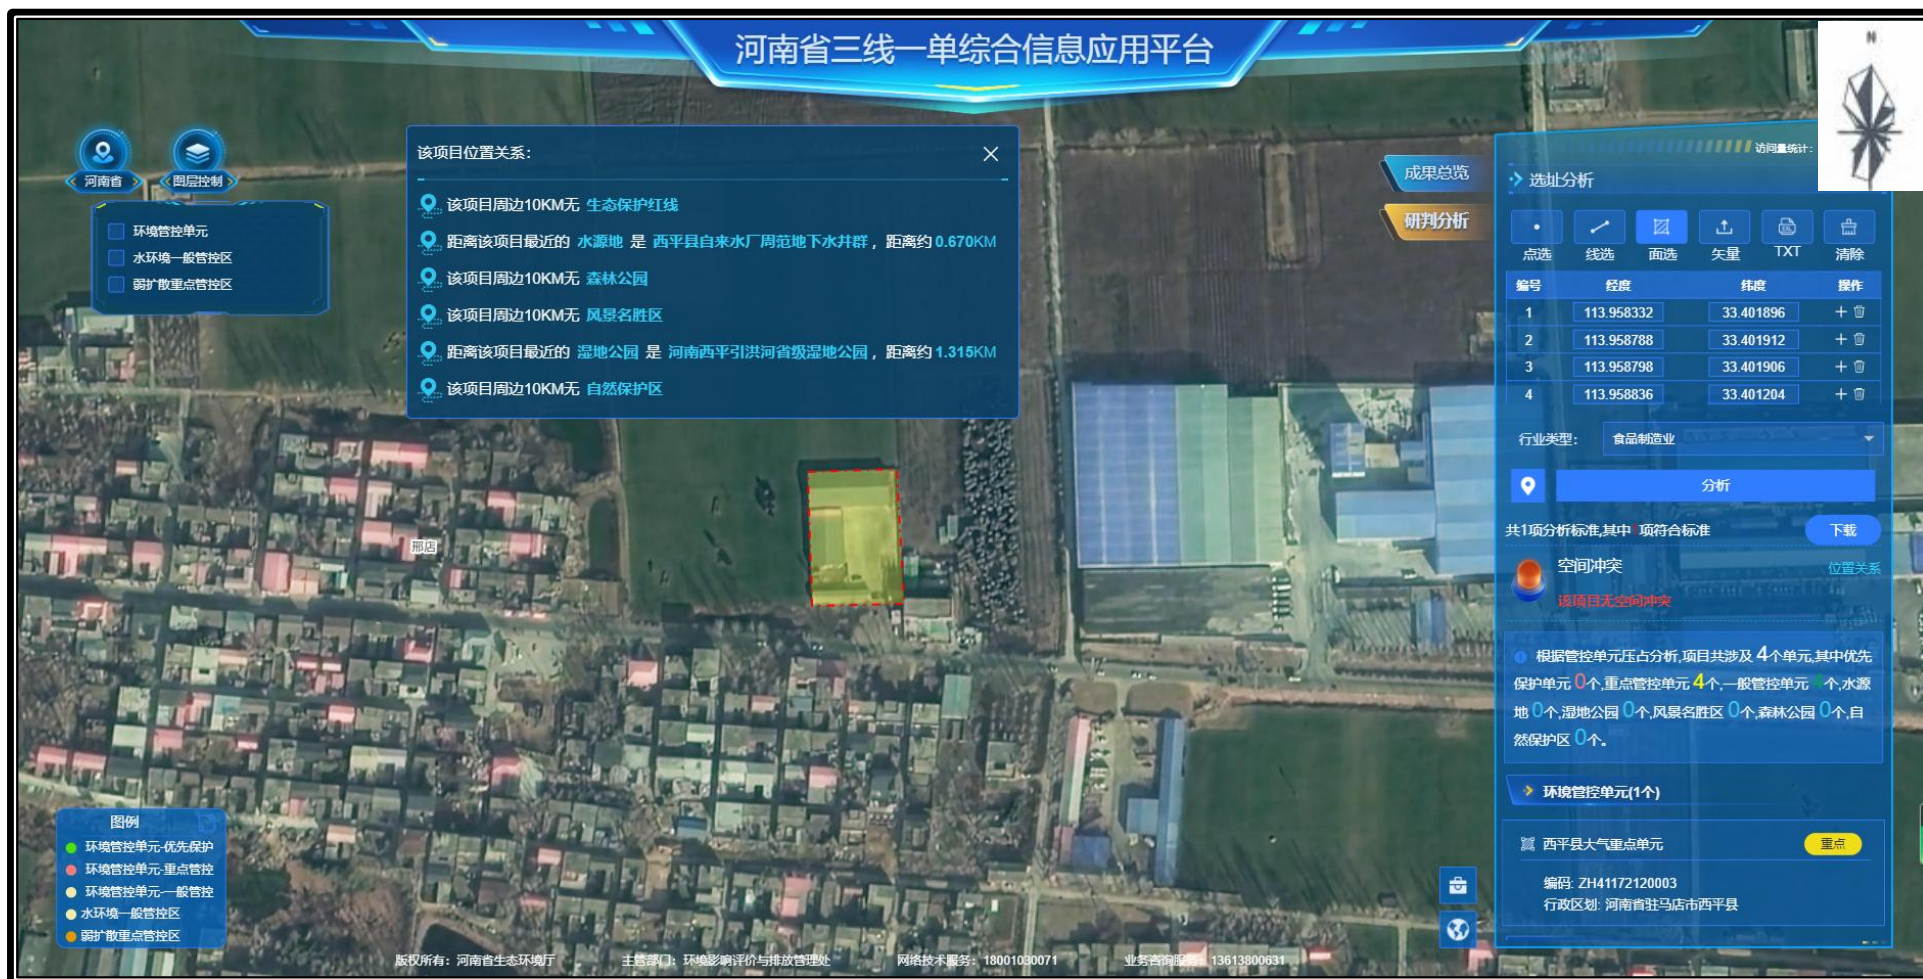 河南省三线一单综合信息应用平台
N
河南省
图层控制
环境管控单元
水环境一般管控区
弱扩散重点管控区
该项目位置关系：
该项目周边10KM无 生态保护红线
距离该项目最近的 水源地 是 西平县自来水厂周范地下水井群，距离约 0.670KM
该项目周边10KM无 森林公园
该项目周边10KM无 风景名胜区
距离该项目最近的 湿地公园 是 河南西平引洪河省级湿地公园，距离约 1.315KM
该项目周边10KM无 自然保护区
成果总览
研判分析
访问量统计：
选址分析
点选 线选 面选 矢量 TXT 清除
编号 经度 纬度 操作
1 113.958332 33.401896
2 113.958788 33.401912
3 113.958798 33.401906
4 113.958836 33.401204
行业类型： 食品制造业
分析
共1项分析标准,其中 项符合标准 下载
空间冲突 位置关系
该项目无空间冲突
根据管控单元压占分析,项目共涉及 4个单元,其中优先
保护单元 0个,重点管控单元 4个,一般管控单元 个,水源
地 0个,湿地公园 0个,风景名胜区 0个,森林公园 0个,自
然保护区 0个。
环境管控单元(1个)
西平县大气重点单元 重点
编码: ZH41172120003
行政区划: 河南省驻马店市西平县
邢店
图例
环境管控单元-优先保护
环境管控单元-重点管控
环境管控单元-一般管控
水环境一般管控区
弱扩散重点管控区
版权所有：河南省生态环境厅 主管部门：环境影响评价与排放管理处 网络技术服务：18001030071 业务咨询服务：13613800631